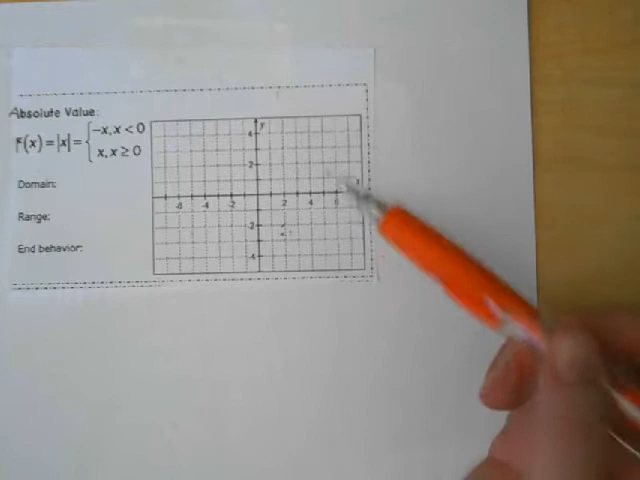 Absolute Value:
F(x) = |x| = { -x, x < 0
x, x ≥ 0
Domain:
Range:
End behavior:
y
4
2
-6 -4 -2 2 4 6
-2
-4